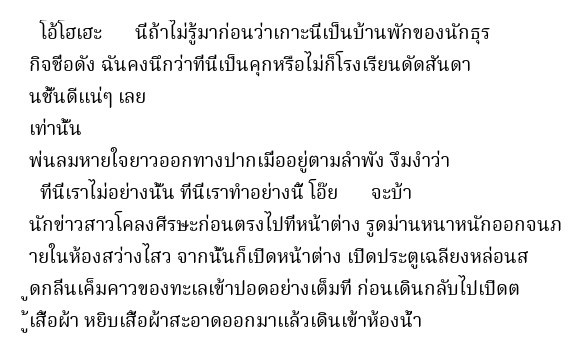 โอ้โฮเฮะ นี่ถ้าไม่รู้มาก่อนว่าเกาะนี้เป็นบ้านพักของนักธุร
กิจชื่อดัง ฉันคงนึกว่าที่นี่เป็นคุกหรือไม่ก็โรงเรียนดัดสันดา
นชั้นดีแน่ๆ เลย
เท่านั้น
พ่นลมหายใจยาวออกทางปากเมื่ออยู่ตามลำพัง งึมงำว่า
ที่นี่เราไม่อย่างนั้น ที่นี่เราทำอย่างนี้ โอ๊ย จะบ้า
นักข่าวสาวโคลงศีรษะก่อนตรงไปที่หน้าต่าง รูดม่านหนาหนักออกจนภ
ายในห้องสว่างไสว จากนั้นก็เปิดหน้าต่าง เปิดประตูเฉลียงหล่อนส
ูดกลิ่นเค็มคาวของทะเลเข้าปอดอย่างเต็มที่ ก่อนเดินกลับไปเปิดต
ู้เสื้อผ้า หยิบเสื้อผ้าสะอาดออกมาแล้วเดินเข้าห้องน้ำ